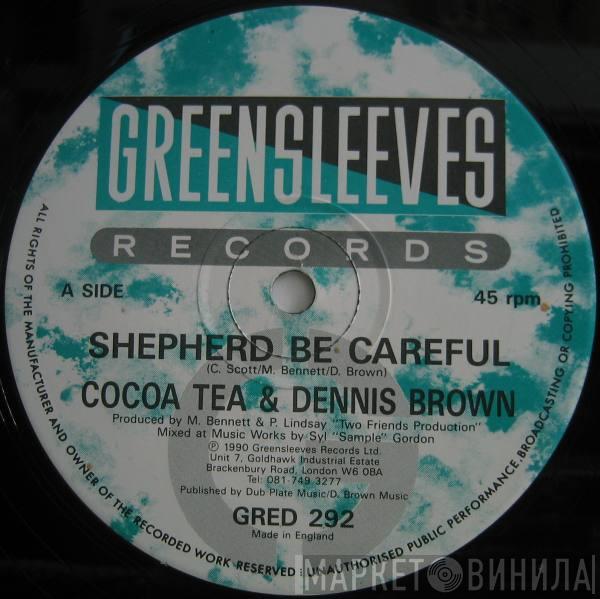 GREENSLEEVES
RECORDS
A SIDE
45 rpm
SHEPHERD BE CAREFUL
(C. Scott/M. Bennett/D. Brown)
COCOA TEA & DENNIS BROWN
Produced by M. Bennett & P. Lindsay "Two Friends Production"
Mixed at Music Works by Syl "Sample" Gordon
℗ 1990 Greensleeves Records Ltd.
Unit 7, Goldhawk Industrial Estate
Brackenbury Road, London W6 0BA
Tel: 081-749 3277
Published by Dub Plate Music/D. Brown Music
GRED 292
Made in England
ALL RIGHTS OF THE MANUFACTURER AND OWNER OF THE RECORDED WORK RESERVED : UNAUTHORISED PUBLIC PERFORMANCE, BROADCASTING OR COPYING PROHIBITED
МАРКЕТ ВИНИЛА